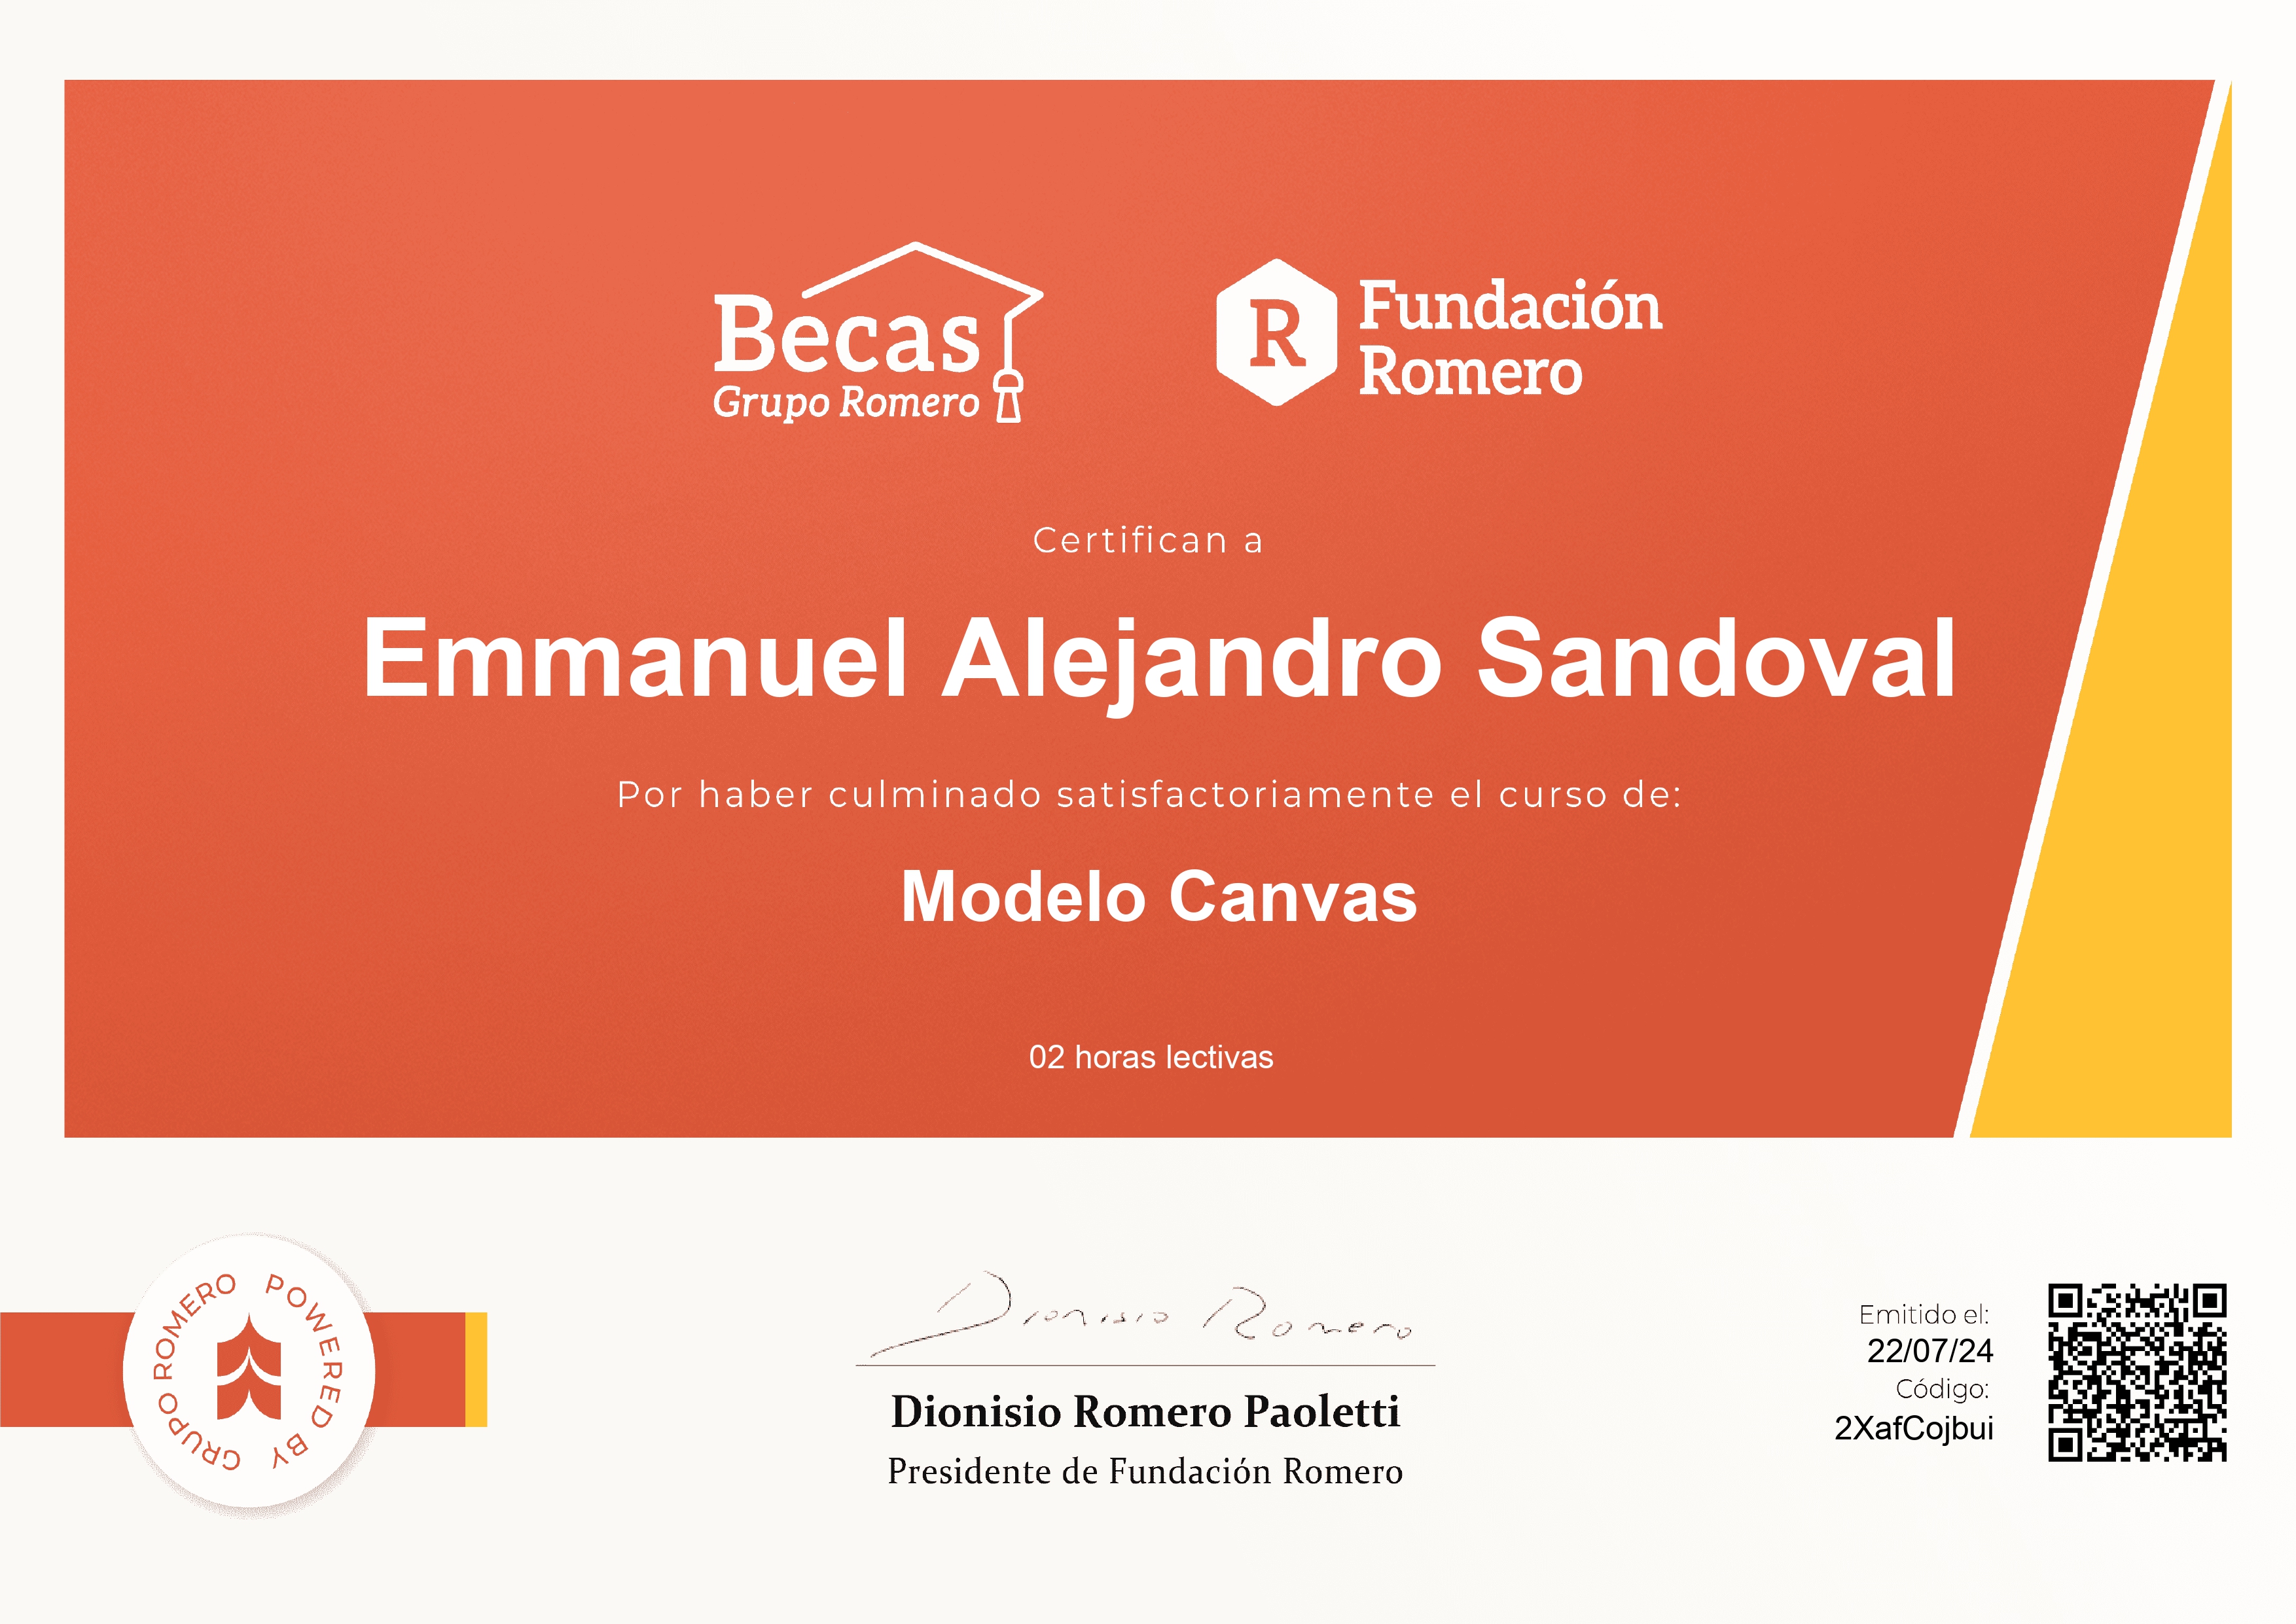 Becas
Grupo Romero
R
Fundación
Romero
Certifican a
Emmanuel Alejandro Sandoval
Por haber culminado satisfactoriamente el curso de:
Modelo Canvas
02 horas lectivas
GRUPO ROMERO POWERED BY
Dionisio Romero
Dionisio Romero Paoletti
Presidente de Fundación Romero
Emitido el:
22/07/24
Código:
2XafCojbui